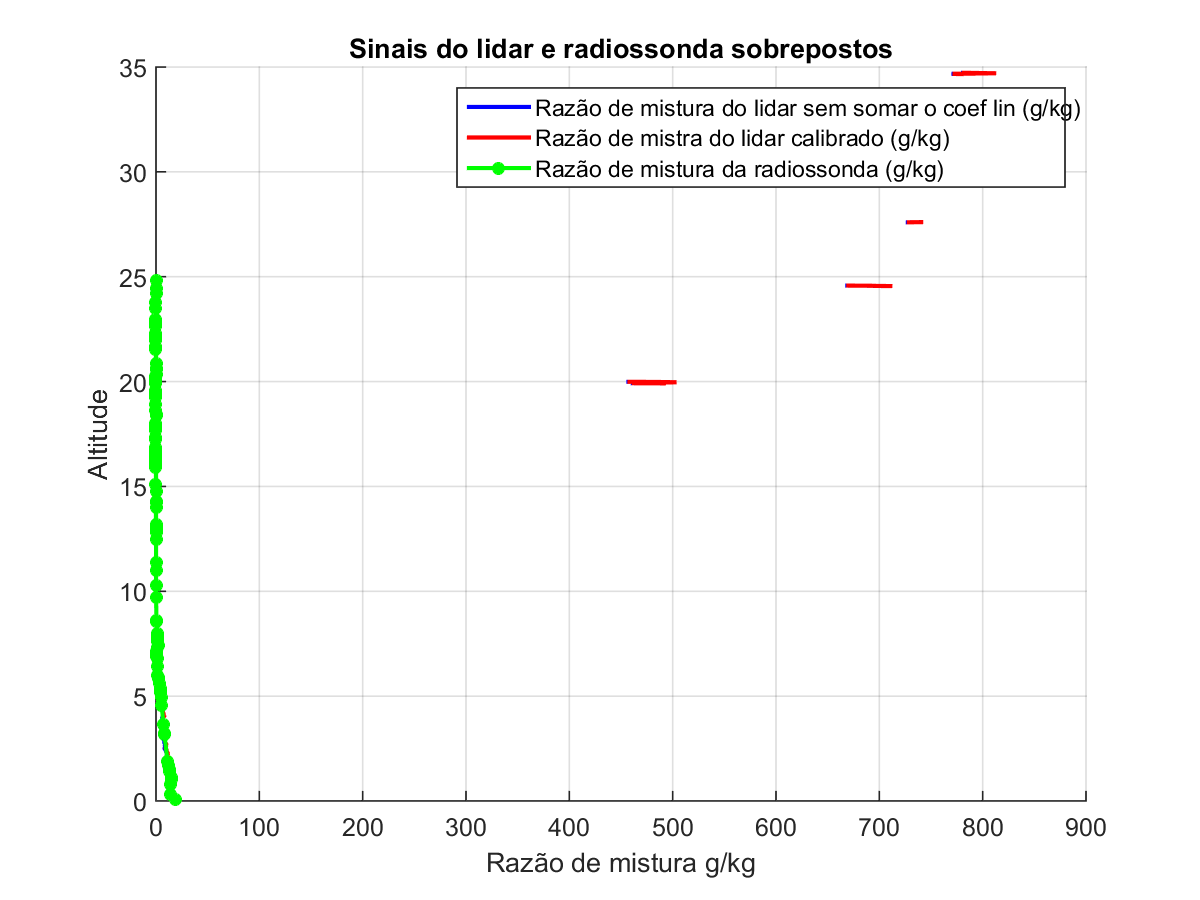 Sinais do lidar e radiossonda sobrepostos
35
30
25
20
15
10
5
0
Altitude
Razão de mistura do lidar sem somar o coef lin (g/kg)
Razão de mistra do lidar calibrado (g/kg)
Razão de mistura da radiossonda (g/kg)
0 100 200 300 400 500 600 700 800 900
Razão de mistura g/kg